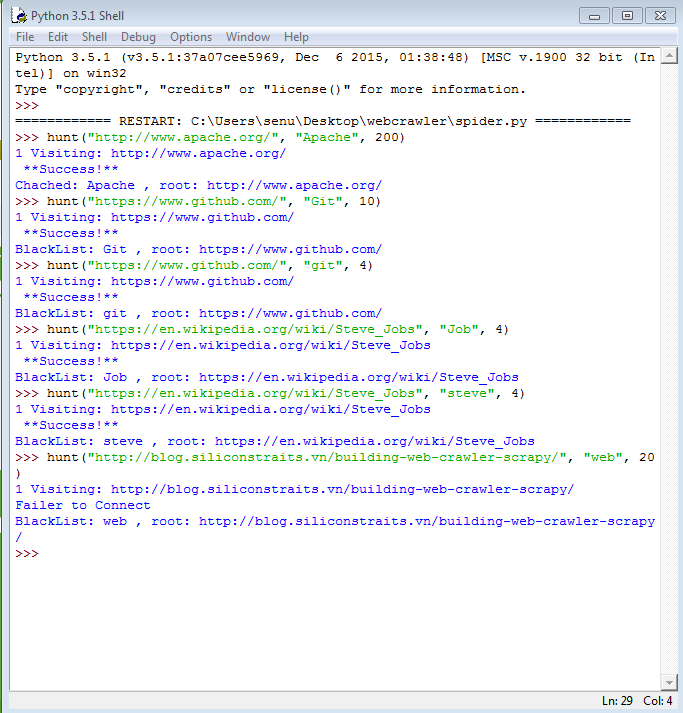 Python 3.5.1 Shell
File Edit Shell Debug Options Window Help
Python 3.5.1 (v3.5.1:37a07cee5969, Dec  6 2015, 01:38:48) [MSC v.1900 32 bit (In
tel)] on win32
Type "copyright", "credits" or "license()" for more information.
>>>
============ RESTART: C:\Users\senu\Desktop\webcrawler\spider.py ============
>>> hunt("http://www.apache.org/", "Apache", 200)
1 Visiting: http://www.apache.org/
 **Success!**
Chached: Apache , root: http://www.apache.org/
>>> hunt("https://www.github.com/", "Git", 10)
1 Visiting: https://www.github.com/
 **Success!**
BlackList: Git , root: https://www.github.com/
>>> hunt("https://www.github.com/", "git", 4)
1 Visiting: https://www.github.com/
 **Success!**
BlackList: git , root: https://www.github.com/
>>> hunt("https://en.wikipedia.org/wiki/Steve_Jobs", "Job", 4)
1 Visiting: https://en.wikipedia.org/wiki/Steve_Jobs
 **Success!**
BlackList: Job , root: https://en.wikipedia.org/wiki/Steve_Jobs
>>> hunt("https://en.wikipedia.org/wiki/Steve_Jobs", "steve", 4)
1 Visiting: https://en.wikipedia.org/wiki/Steve_Jobs
 **Success!**
BlackList: steve , root: https://en.wikipedia.org/wiki/Steve_Jobs
>>> hunt("http://blog.siliconstraits.vn/building-web-crawler-scrapy/", "web", 20
)
1 Visiting: http://blog.siliconstraits.vn/building-web-crawler-scrapy/
Failer to Connect
BlackList: web , root: http://blog.siliconstraits.vn/building-web-crawler-scrapy
/
>>>
Ln: 29 Col: 4